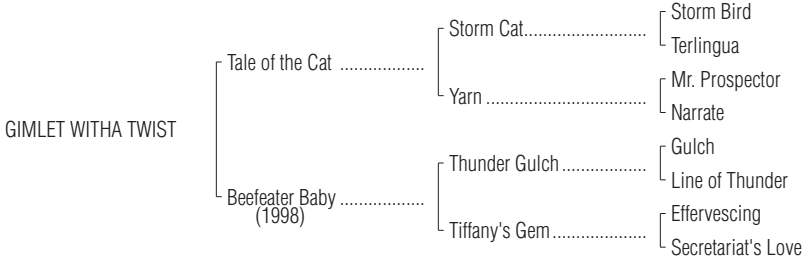 Storm Bird
Storm Cat..........................
Terlingua
Tale of the Cat ..................
Mr. Prospector
Yarn ..................................
Narrate
GIMLET WITHA TWIST
Gulch
Thunder Gulch..................
Line of Thunder
Beefeater Baby ..................
(1998)
Effervescing
Tiffany's Gem....................
Secretariat's Love